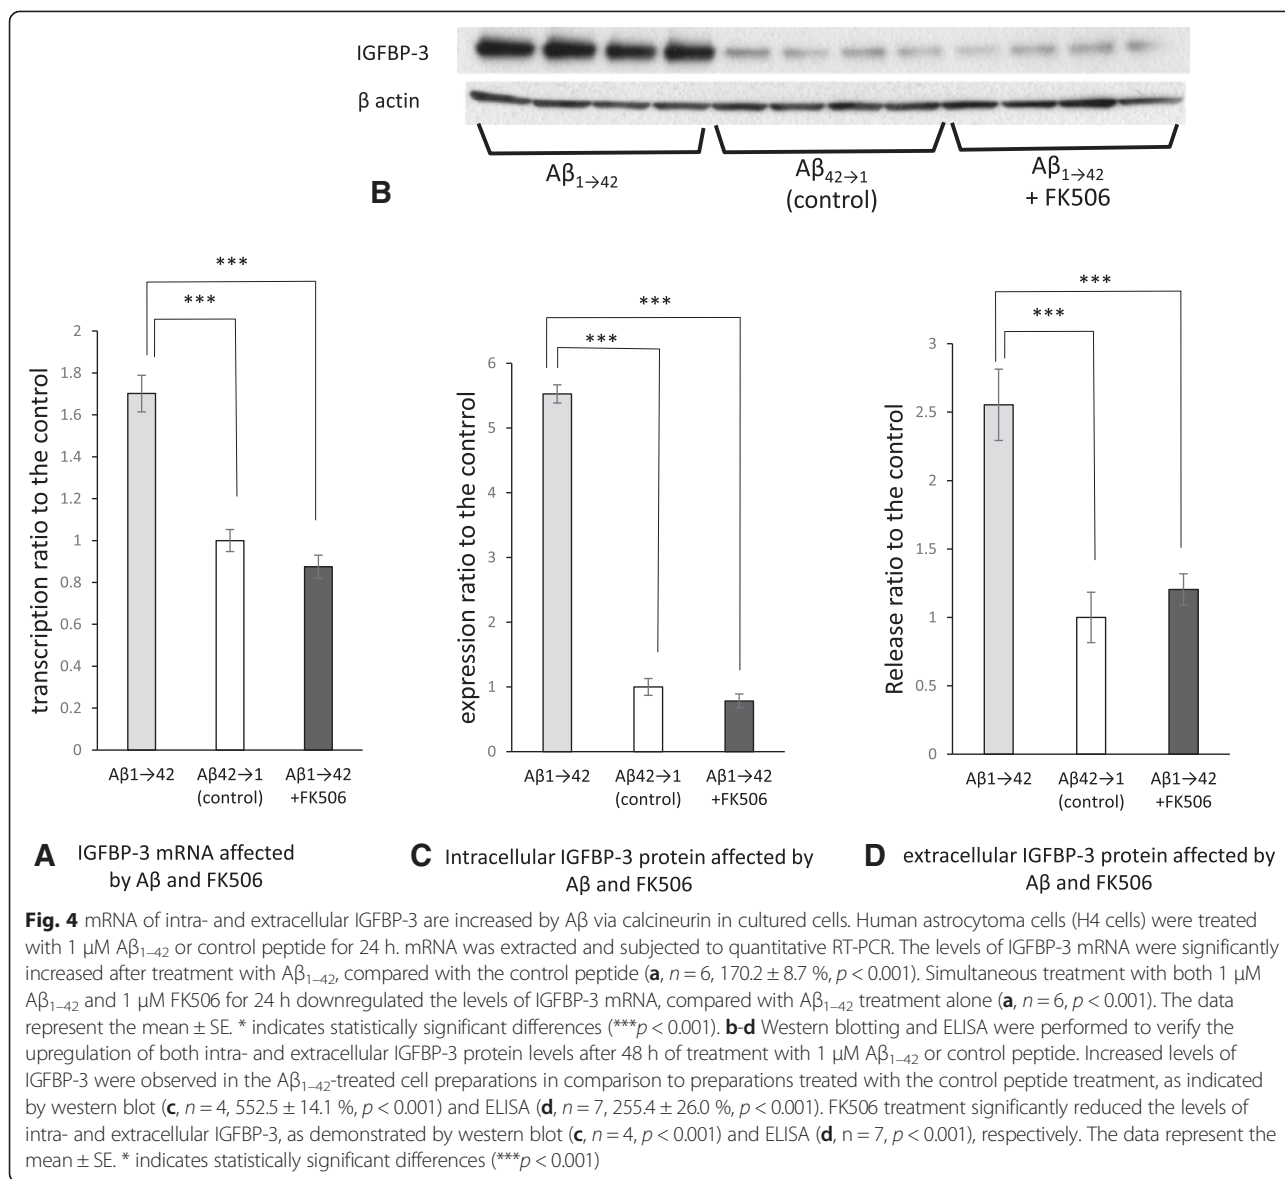 IGFBP-3
β actin
Aβ1→42
Aβ42→1
(control)
Aβ1→42
+ FK506
B
***
***
transcription ratio to the control
2
1.8
1.6
1.4
1.2
1
0.8
0.6
0.4
0.2
0
Aβ1→42
Aβ42→1
(control)
Aβ1→42
+FK506
***
***
expression ratio to the contrrol
6
5
4
3
2
1
0
Aβ1→42
Aβ42→1
(control)
Aβ1→42
+FK506
***
***
Release ratio to the control
3
2.5
2
1.5
1
0.5
0
Aβ1→42
Aβ42→1
(control)
Aβ1→42
+FK506
A IGFBP-3 mRNA affected
by Aβ and FK506
C Intracellular IGFBP-3 protein affected by
Aβ and FK506
D extracellular IGFBP-3 protein affected by
Aβ and FK506
Fig. 4 mRNA of intra- and extracellular IGFBP-3 are increased by Aβ via calcineurin in cultured cells. Human astrocytoma cells (H4 cells) were treated
with 1 μM Aβ1–42 or control peptide for 24 h. mRNA was extracted and subjected to quantitative RT-PCR. The levels of IGFBP-3 mRNA were significantly
increased after treatment with Aβ1–42, compared with the control peptide (a, n = 6, 170.2 ± 8.7 %, p < 0.001). Simultaneous treatment with both 1 μM
Aβ1–42 and 1 μM FK506 for 24 h downregulated the levels of IGFBP-3 mRNA, compared with Aβ1–42 treatment alone (a, n = 6, p < 0.001). The data
represent the mean ± SE. * indicates statistically significant differences (***p < 0.001). b-d Western blotting and ELISA were performed to verify the
upregulation of both intra- and extracellular IGFBP-3 protein levels after 48 h of treatment with 1 μM Aβ1–42 or control peptide. Increased levels of
IGFBP-3 were observed in the Aβ1–42-treated cell preparations in comparison to preparations treated with the control peptide treatment, as indicated
by western blot (c, n = 4, 552.5 ± 14.1 %, p < 0.001) and ELISA (d, n = 7, 255.4 ± 26.0 %, p < 0.001). FK506 treatment significantly reduced the levels of
intra- and extracellular IGFBP-3, as demonstrated by western blot (c, n = 4, p < 0.001) and ELISA (d, n = 7, p < 0.001), respectively. The data represent the
mean ± SE. * indicates statistically significant differences (***p < 0.001)